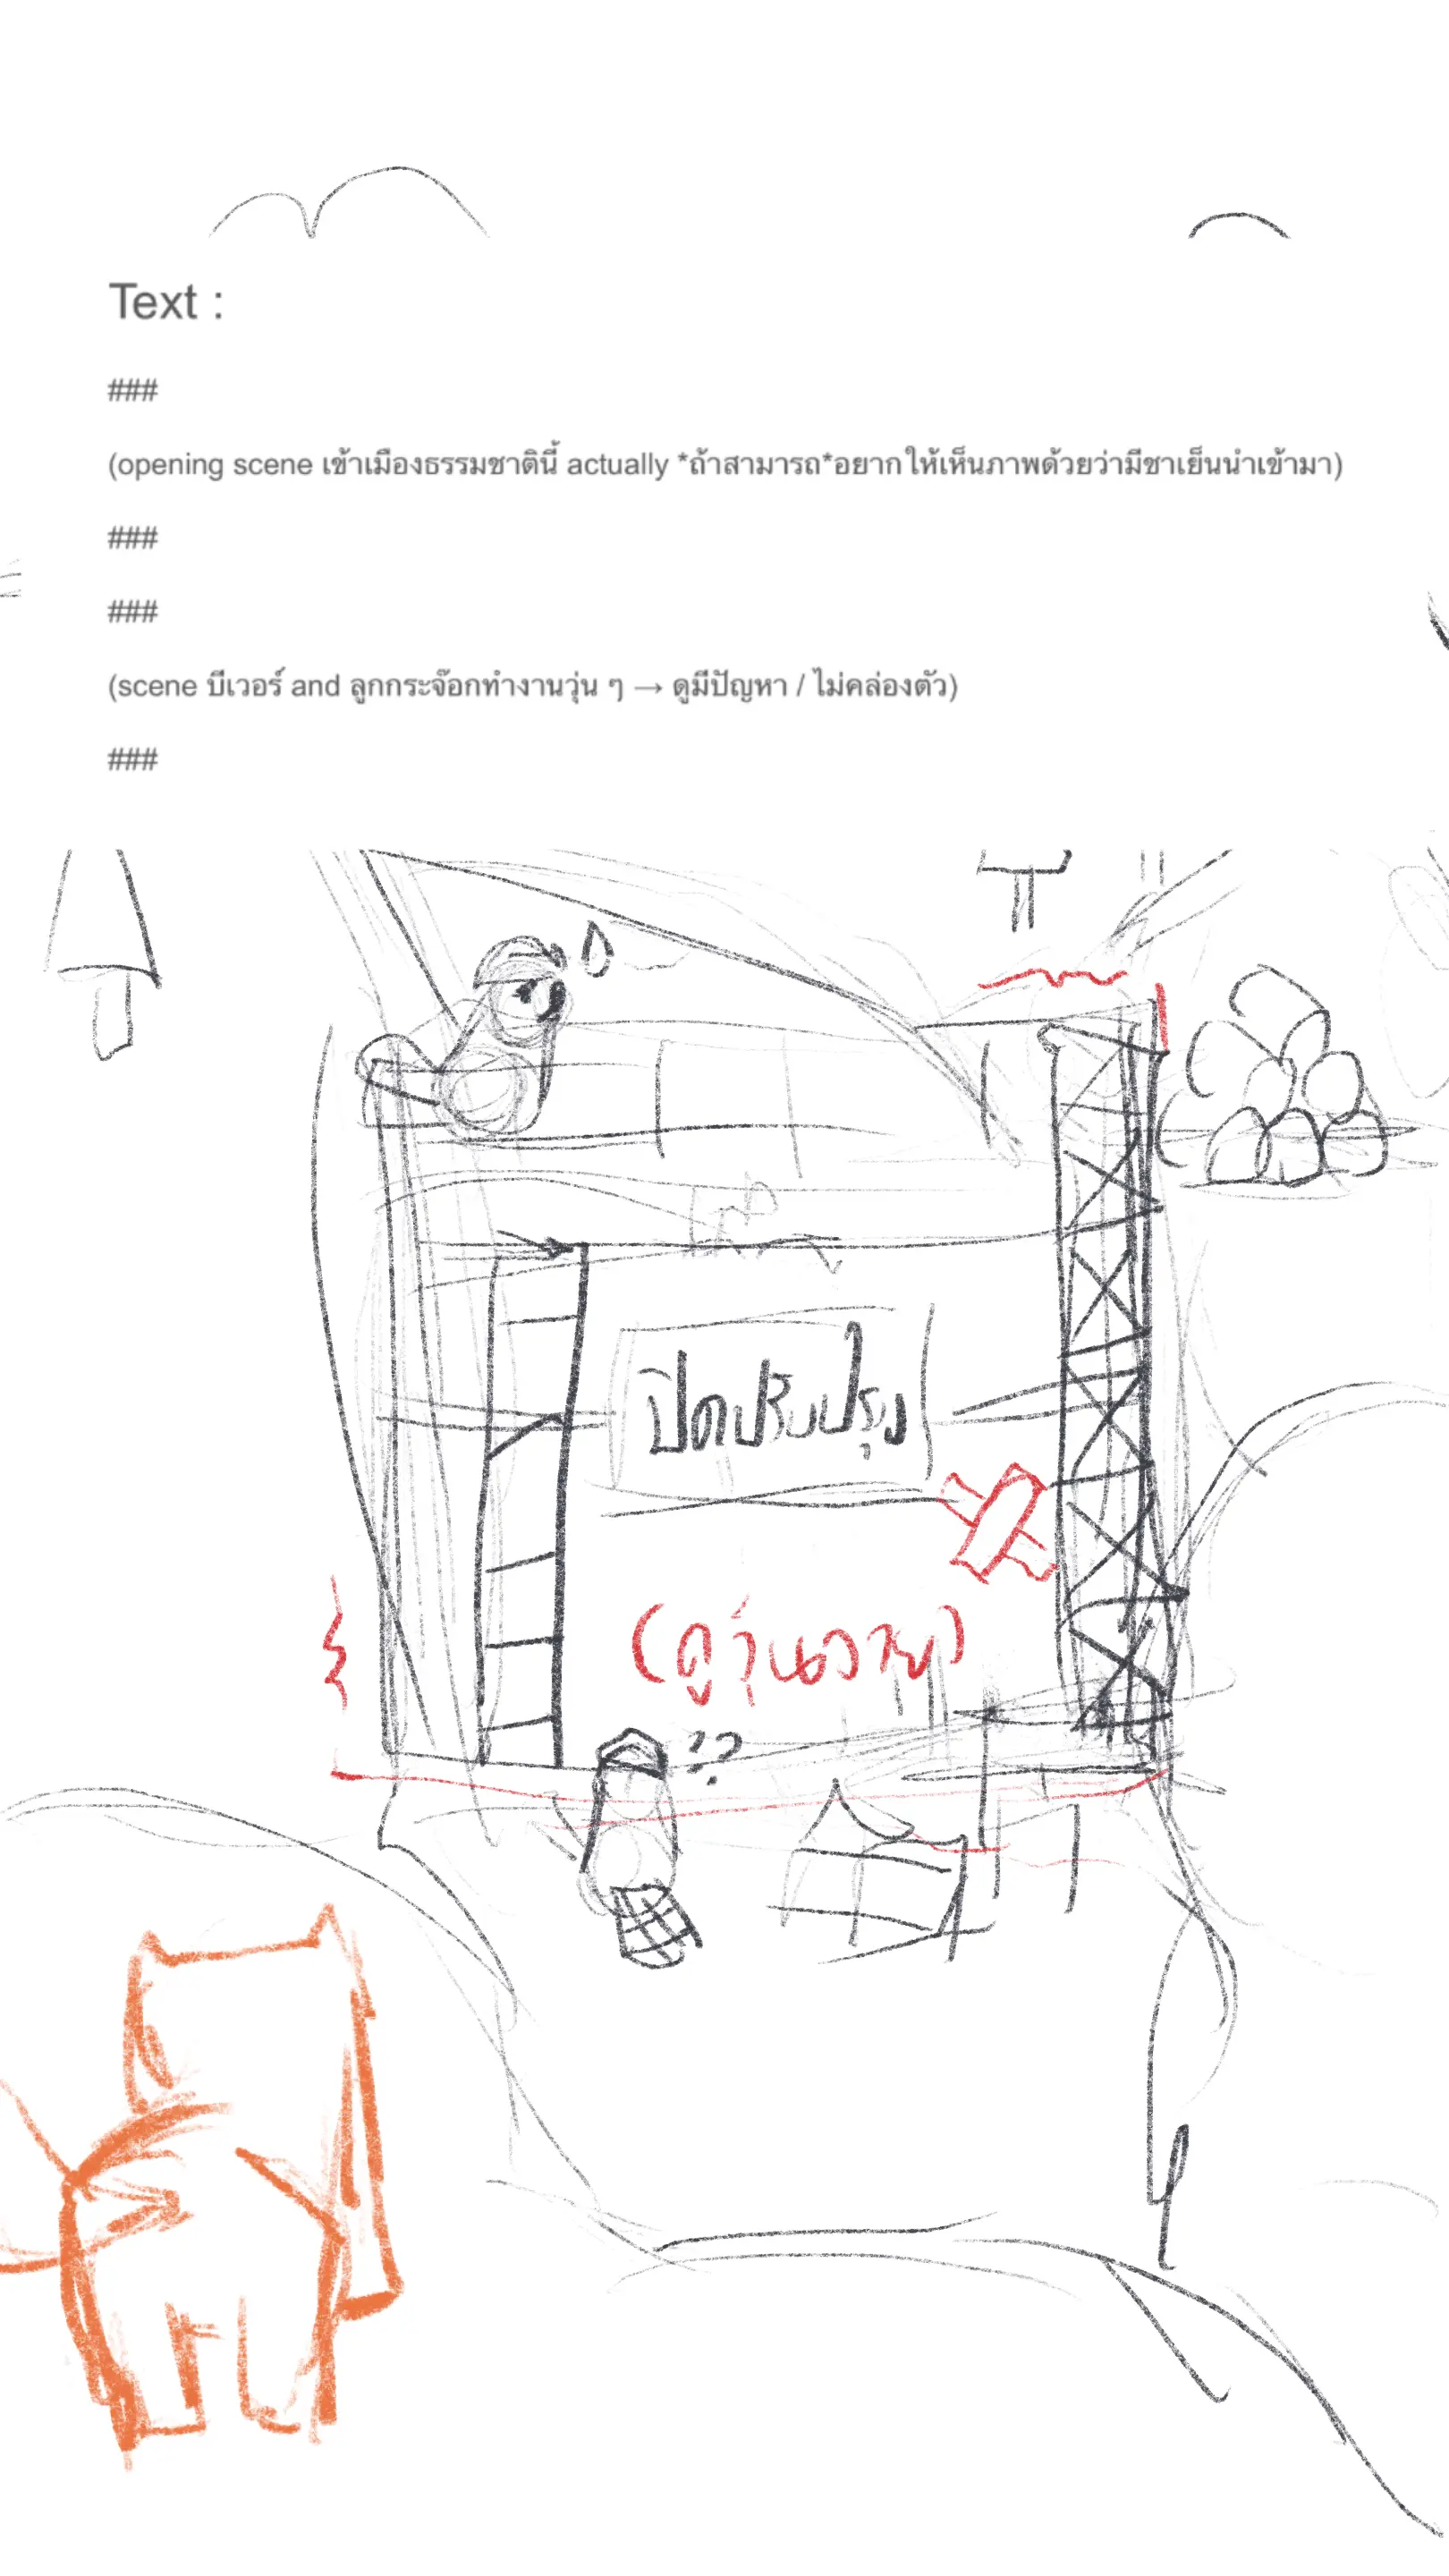 Text :
###
(opening scene เข้าเมืองธรรมชาตินี้ actually *ถ้าสามารถ*อยากให้เห็นภาพด้วยว่ามีชาเย็นนำเข้ามา)
###
###
(scene บีเวอร์ and ลูกกระจ๊อกทำงานวุ่น ๆ → ดูมีปัญหา / ไม่คล่องตัว)
###
ปิดปรับปรุง
(ดูวุ่นวาย)
??